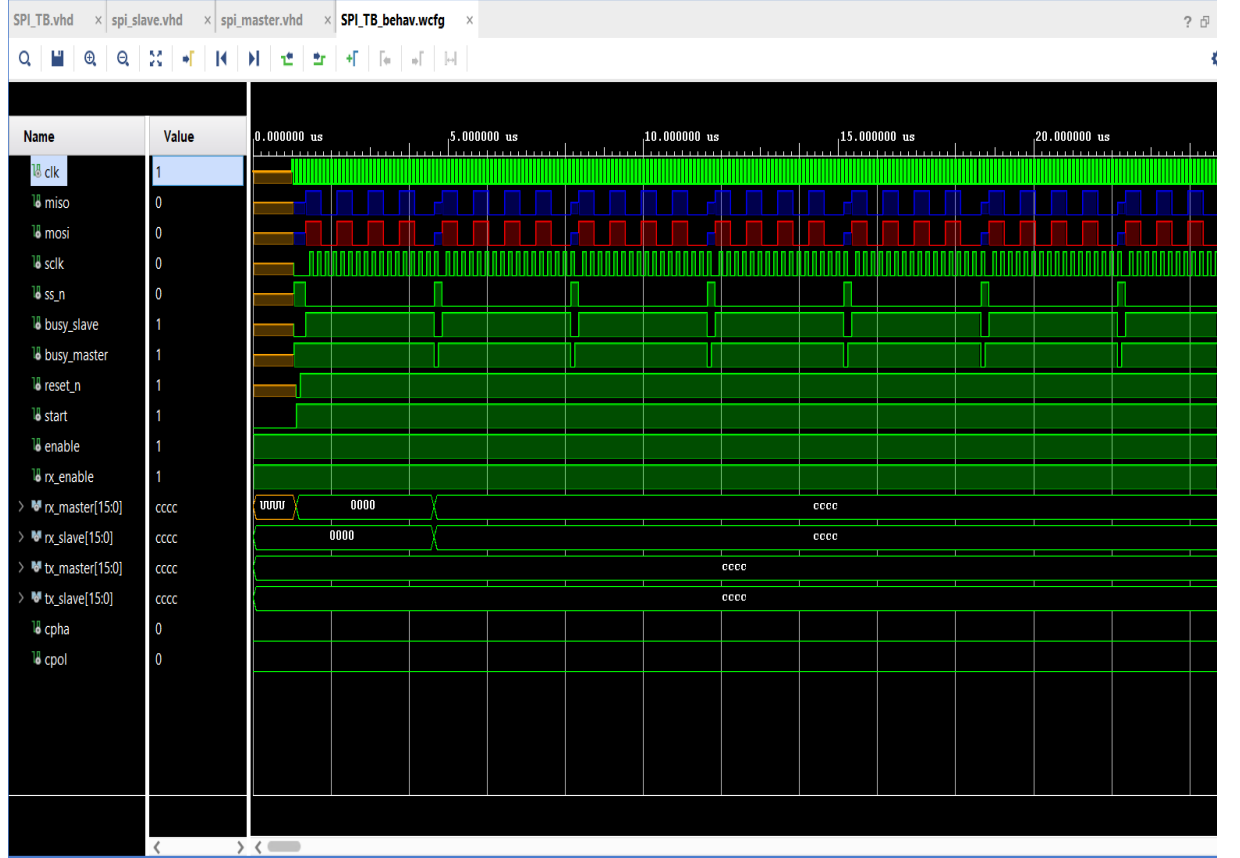 SPI_TB.vhd × spi_slave.vhd × spi_master.vhd × SPI_TB_behav.wcfg × ?
Name Value 0.000000 us 5.000000 us 10.000000 us 15.000000 us 20.000000 us
clk 1
miso 0
mosi 0
sclk 0
ss_n 0
busy_slave 1
busy_master 1
reset_n 1
start 1
enable 1
rx_enable 1
rx_master[15:0] cccc UUUU 0000 cccc
rx_slave[15:0] cccc 0000 cccc
tx_master[15:0] cccc cccc
tx_slave[15:0] cccc cccc
cpha 0
cpol 0